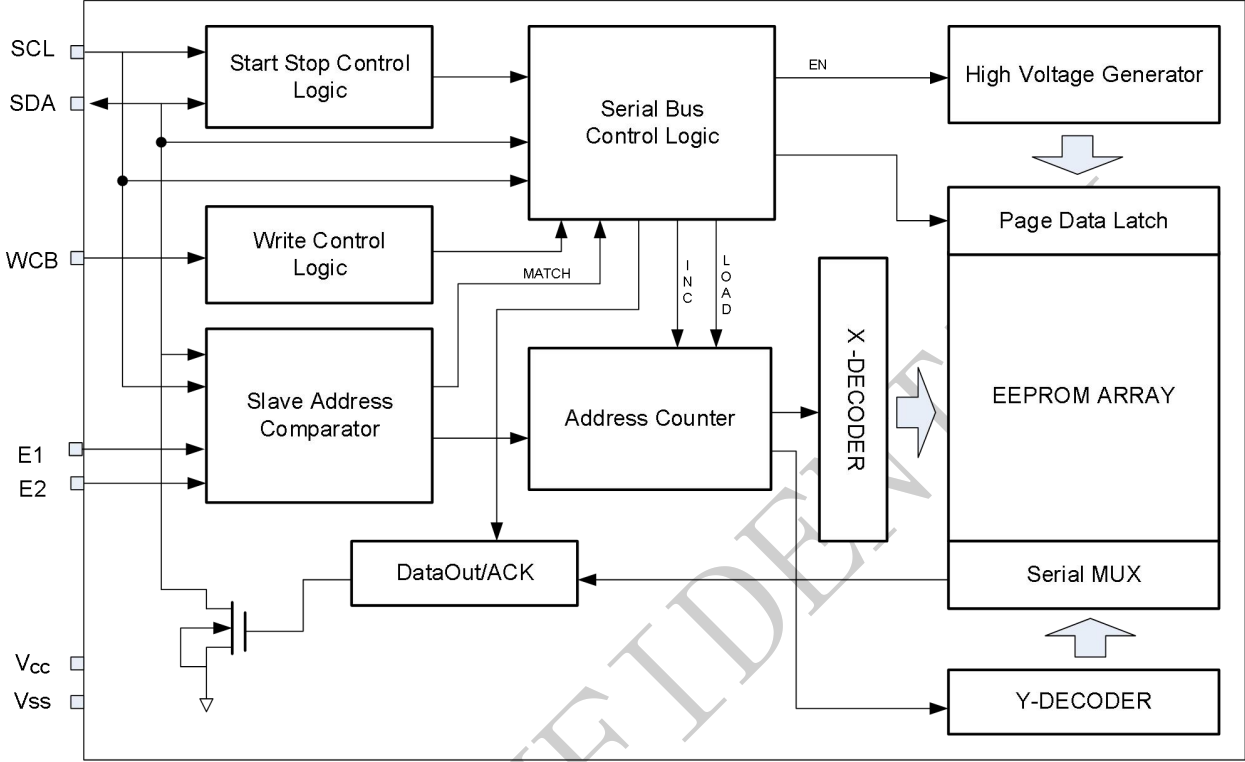 SCL
SDA
WCB
E1
E2
Vcc
Vss
Start Stop Control
Logic
Serial Bus
Control Logic
EN
High Voltage Generator
Write Control
Logic
MATCH
INC
LOAD
Page Data Latch
Slave Address
Comparator
Address Counter
X-DECODER
EEPROM ARRAY
DataOut/ACK
Serial MUX
Y-DECODER